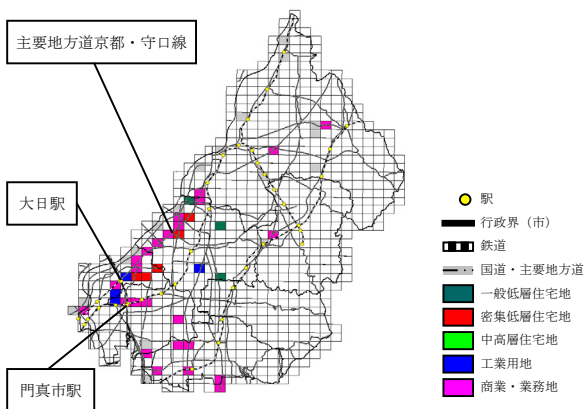 主要地方道京都・守口線
大日駅
門真市駅
駅
行政界（市）
鉄道
国道・主要地方道
一般低層住宅地
密集低層住宅地
中高層住宅地
工業用地
商業・業務地